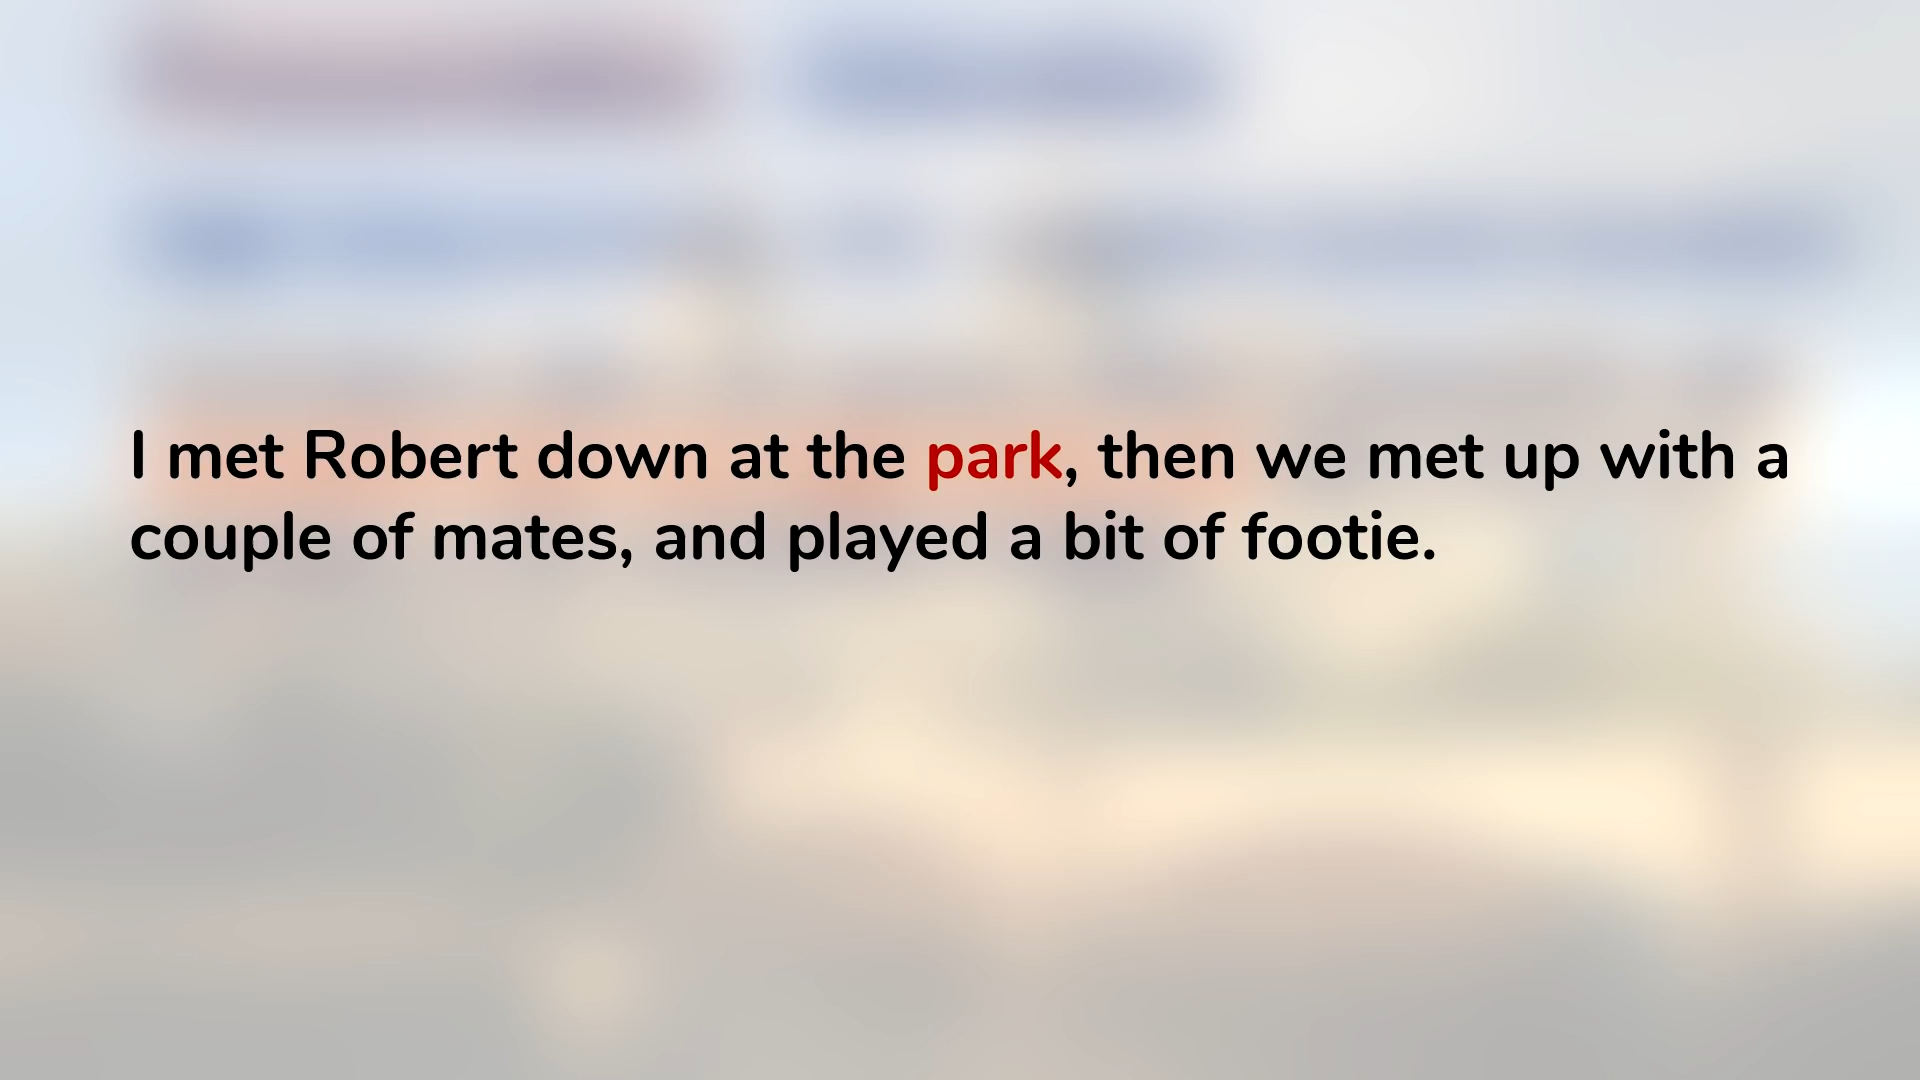 I met Robert down at the park, then we met up with a
couple of mates, and played a bit of footie.